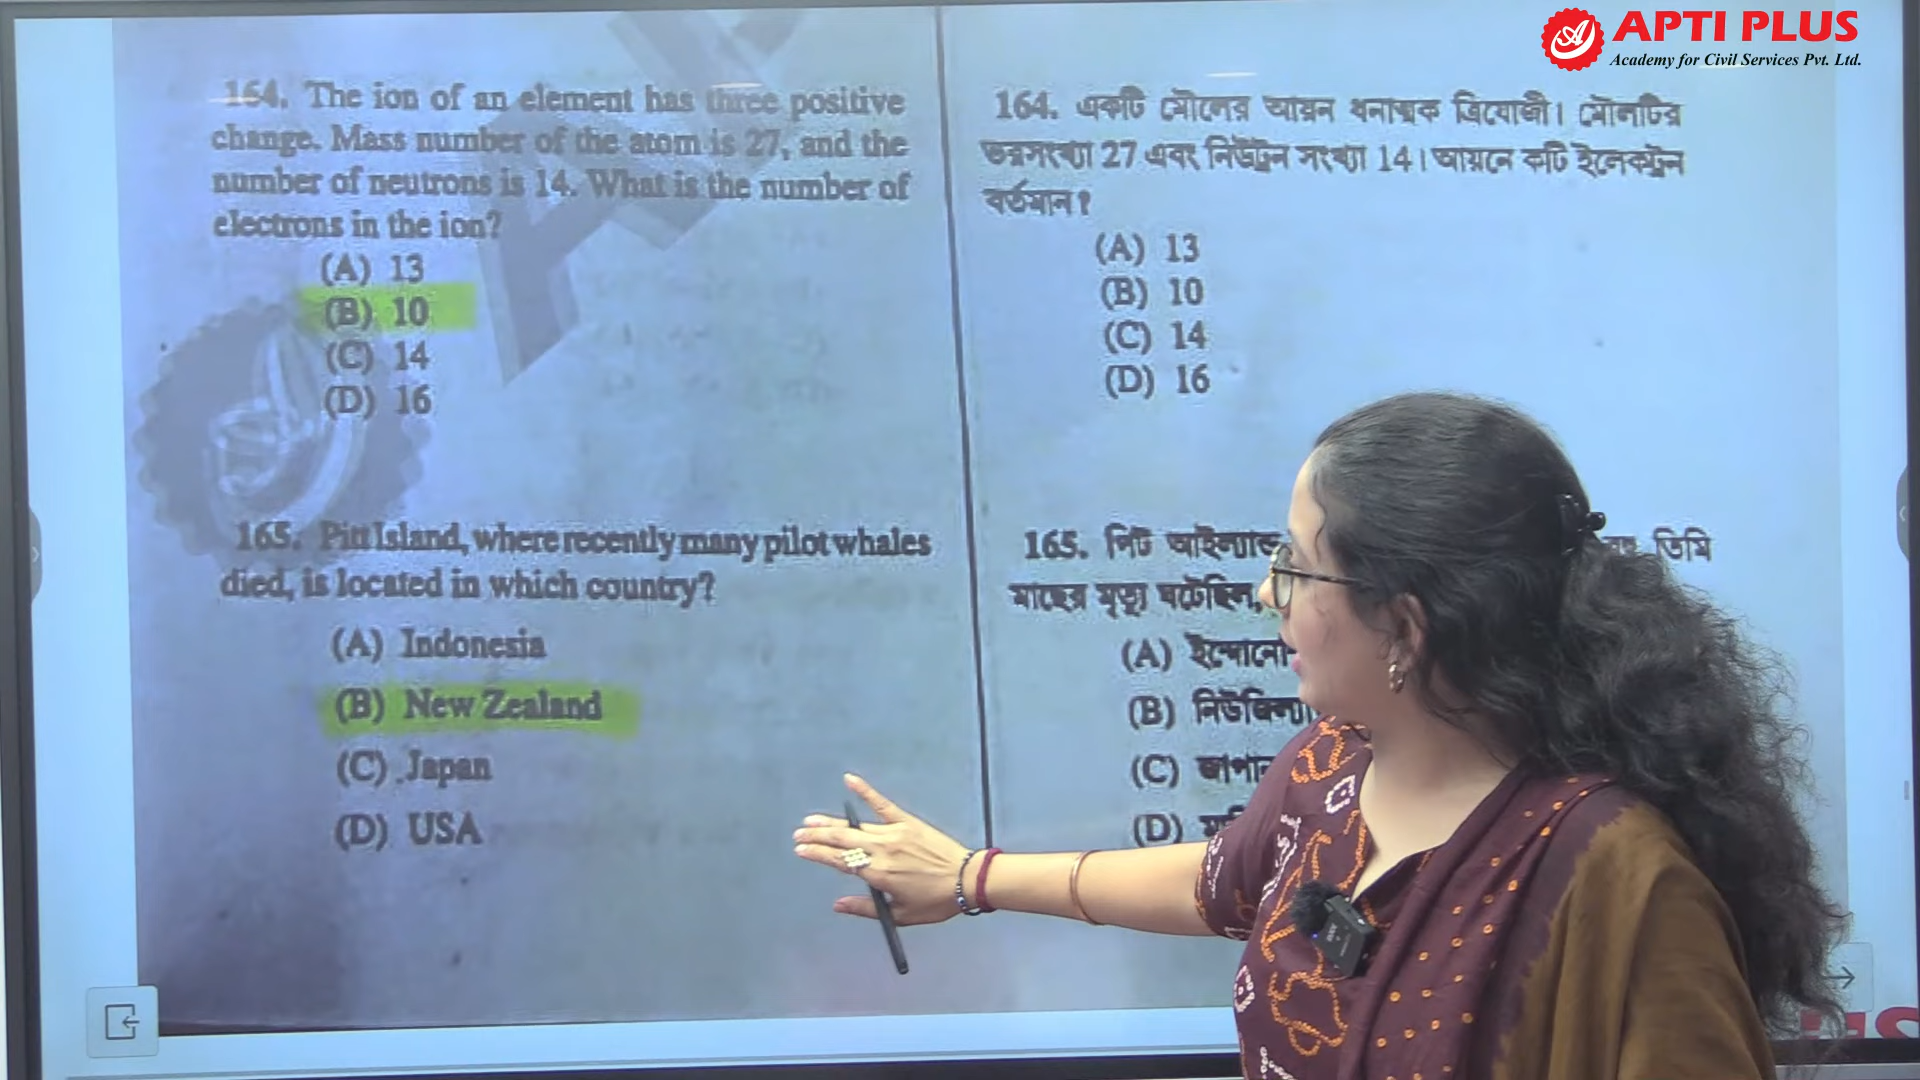 APTI PLUS
Academy for Civil Services Pvt. Ltd.
164. The ion of an element has three positive
change. Mass number of the atom is 27, and the
number of neutrons is 14. What is the number of
electrons in the ion?
(A) 13
(B) 10
(C) 14
(D) 16
165. Pitt Island, where recently many pilot whales
died, is located in which country?
(A) Indonesia
(B) New Zealand
(C) Japan
(D) USA
164. একটি মৌলের আয়ন ধনাত্মক ত্রিযোজী। মৌলটির
ভরসংখ্যা 27 এবং নিউট্রন সংখ্যা 14। আয়নে কটি ইলেকট্রন
বর্তমান?
(A) 13
(B) 10
(C) 14
(D) 16
165. পিট আইল্যান্ড তিমি
মাছের মৃত্যু ঘটেছিল,
(A)
(B)
(C)
(D)